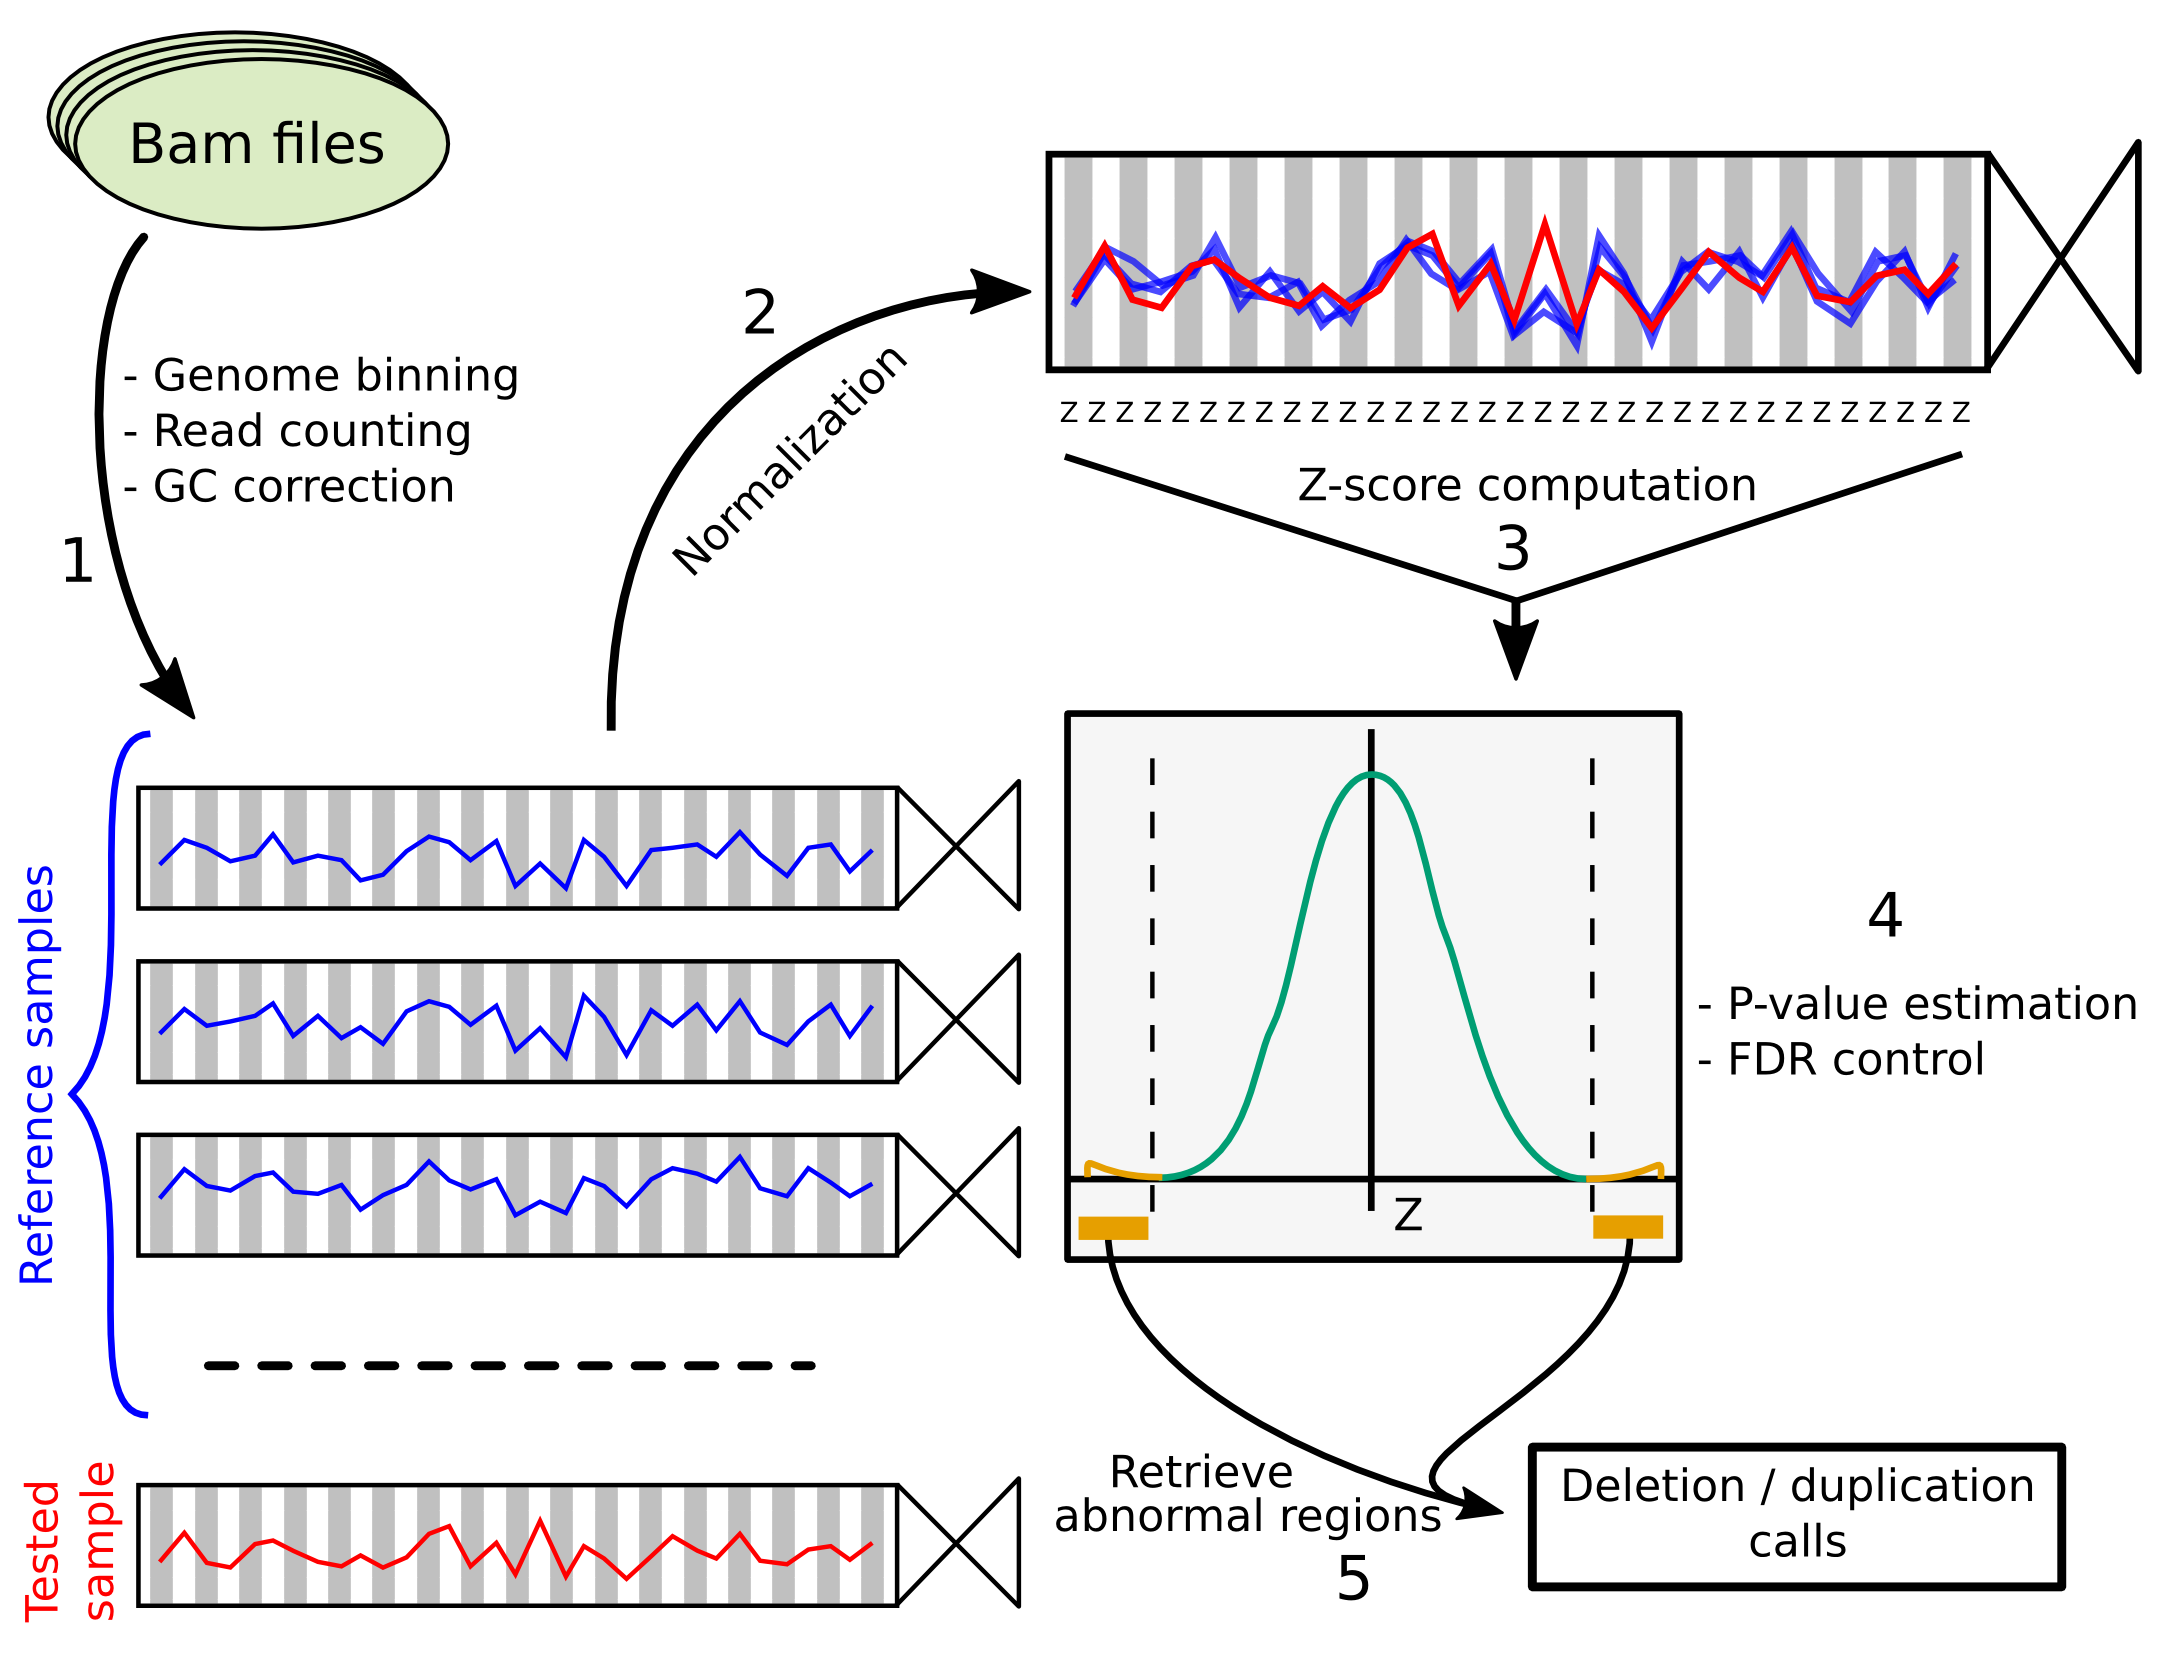 Bam files
- Genome binning
- Read counting
- GC correction
1
2
Normalization
z z z z z z z z z z z z z z z z z z z z z z z z z z z z z z z z z
Z-score computation
3
Reference samples
Tested
sample
Z
4
- P-value estimation
- FDR control
Retrieve
abnormal regions
5
Deletion / duplication
calls